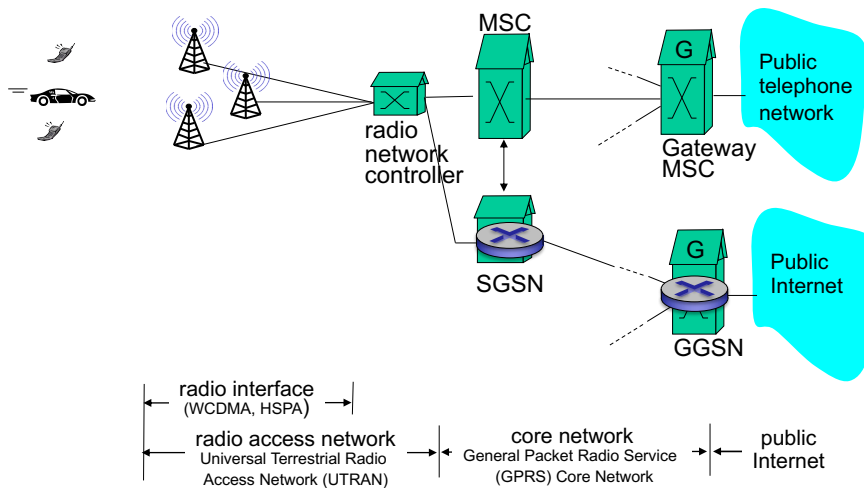 MSC
G
Public
telephone
network
radio
network
controller
Gateway
MSC
G
Public
Internet
SGSN
GGSN
radio interface
(WCDMA, HSPA)
radio access network
Universal Terrestrial Radio
Access Network (UTRAN)
core network
General Packet Radio Service
(GPRS) Core Network
public
Internet